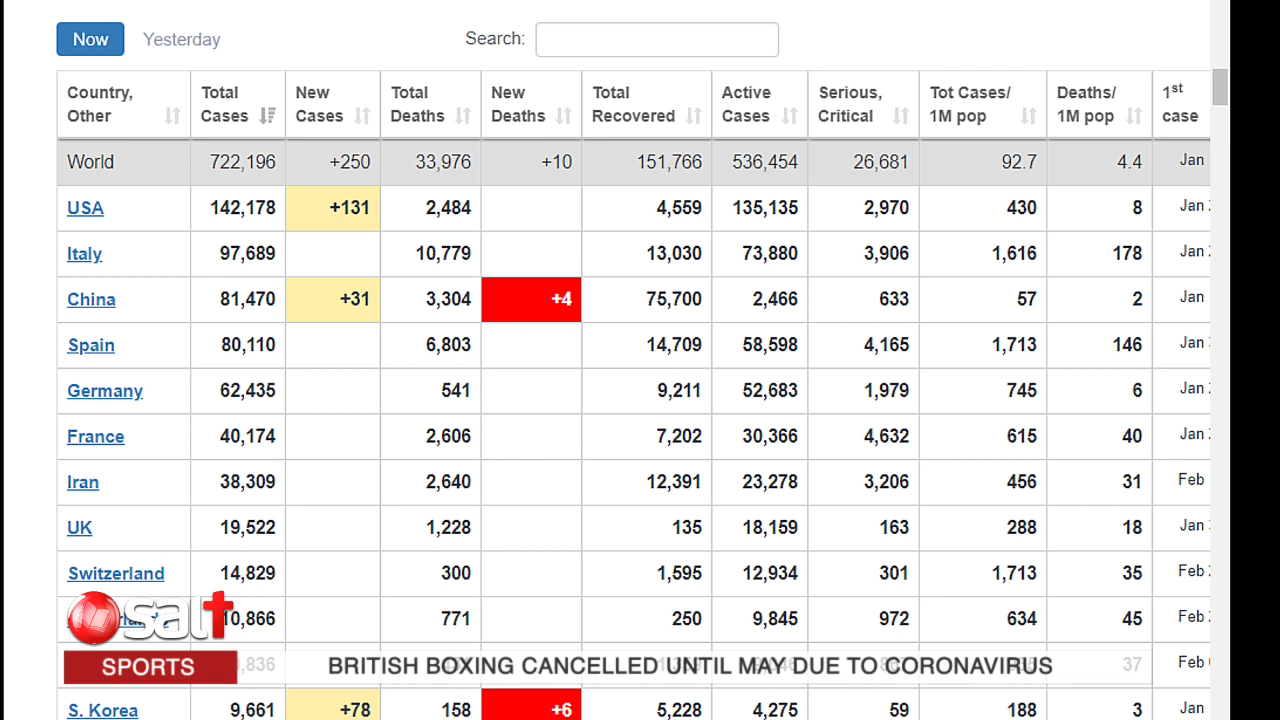 Now Yesterday Search:
Country, Other Total Cases New Cases Total Deaths New Deaths Total Recovered Active Cases Serious, Critical Tot Cases/ 1M pop Deaths/ 1M pop 1st case
World 722,196 +250 33,976 +10 151,766 536,454 26,681 92.7 4.4 Jan
USA 142,178 +131 2,484 4,559 135,135 2,970 430 8 Jan
Italy 97,689 10,779 13,030 73,880 3,906 1,616 178 Jan
China 81,470 +31 3,304 +4 75,700 2,466 633 57 2 Jan
Spain 80,110 6,803 14,709 58,598 4,165 1,713 146 Jan
Germany 62,435 541 9,211 52,683 1,979 745 6 Jan
France 40,174 2,606 7,202 30,366 4,632 615 40 Jan
Iran 38,309 2,640 12,391 23,278 3,206 456 31 Feb
UK 19,522 1,228 135 18,159 163 288 18 Jan
Switzerland 14,829 300 1,595 12,934 301 1,713 35 Feb
salt 10,866 771 250 9,845 972 634 45 Feb
37 Feb
SPORTS BRITISH BOXING CANCELLED UNTIL MAY DUE TO CORONAVIRUS
S. Korea 9,661 +78 158 +6 5,228 4,275 59 188 3 Jan